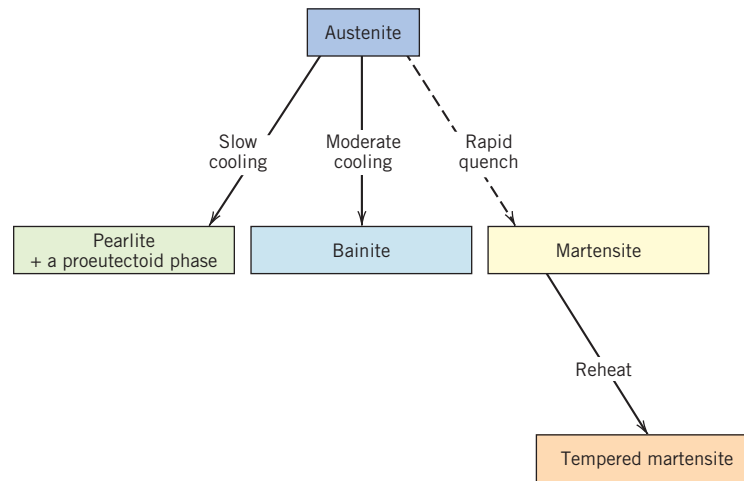 Austenite
Slow
cooling
Moderate
cooling
Rapid
quench
Pearlite
+ a proeutectoid phase
Bainite
Martensite
Reheat
Tempered martensite